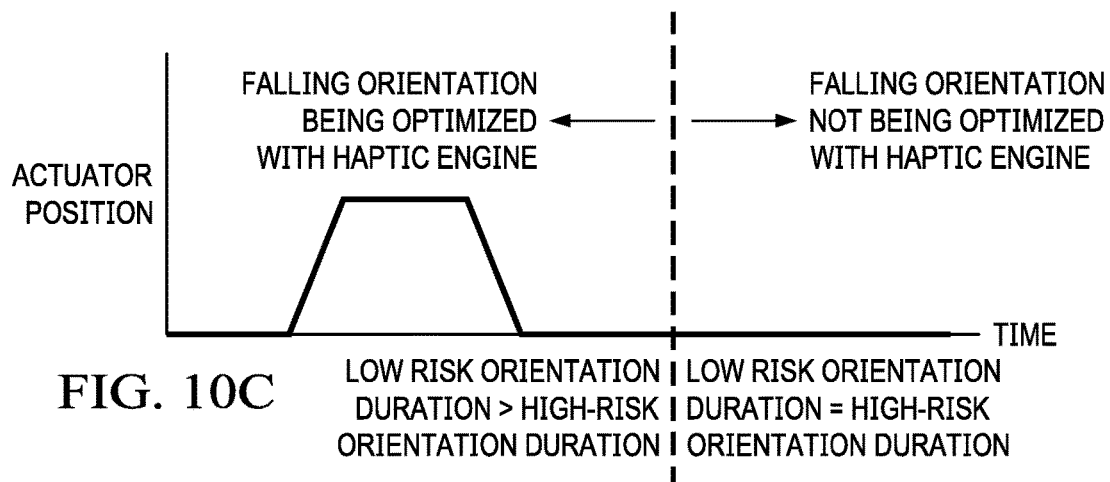 FALLING ORIENTATION
BEING OPTIMIZED
WITH HAPTIC ENGINE
FALLING ORIENTATION
NOT BEING OPTIMIZED
WITH HAPTIC ENGINE
ACTUATOR
POSITION
TIME
LOW RISK ORIENTATION
DURATION > HIGH-RISK
ORIENTATION DURATION
LOW RISK ORIENTATION
DURATION = HIGH-RISK
ORIENTATION DURATION
FIG. 10C